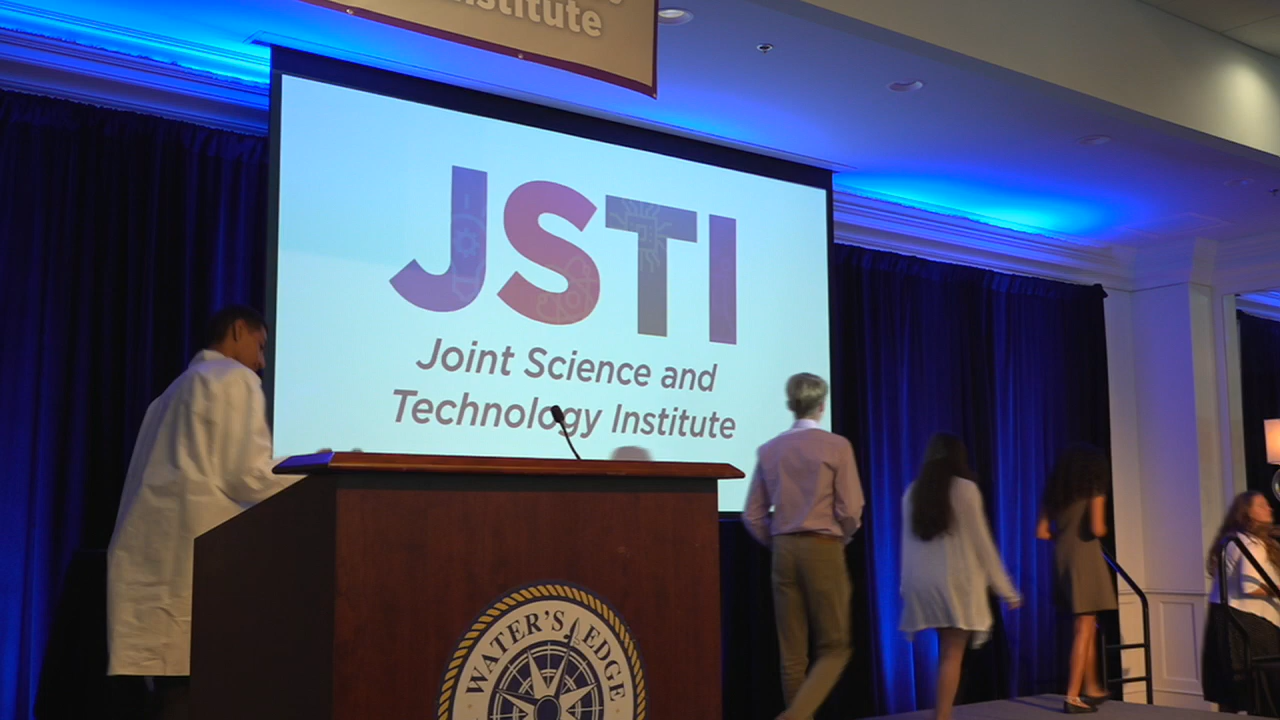 Institute
JSTI
Joint Science and
Technology Institute
WATER'S EDGE